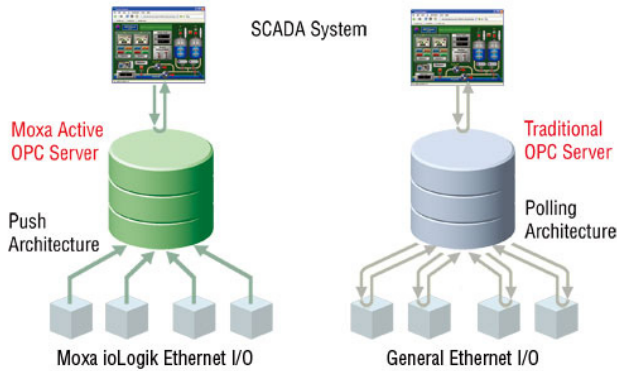 SCADA System
Moxa Active
OPC Server
Traditional
OPC Server
Push
Architecture
Polling
Architecture
Moxa ioLogik Ethernet I/O
General Ethernet I/O